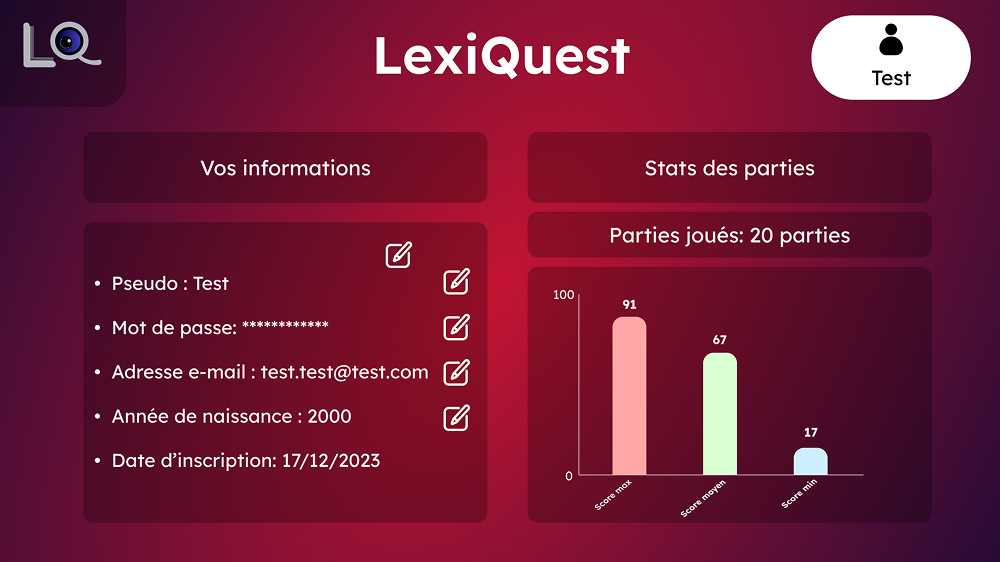 LQ
LexiQuest
Test
Vos informations
• Pseudo : Test
• Mot de passe: ************
• Adresse e-mail : test.test@test.com
• Année de naissance : 2000
• Date d’inscription: 17/12/2023
Stats des parties
Parties joués: 20 parties
100
91
67
17
0
Score max
Score moyen
Score min